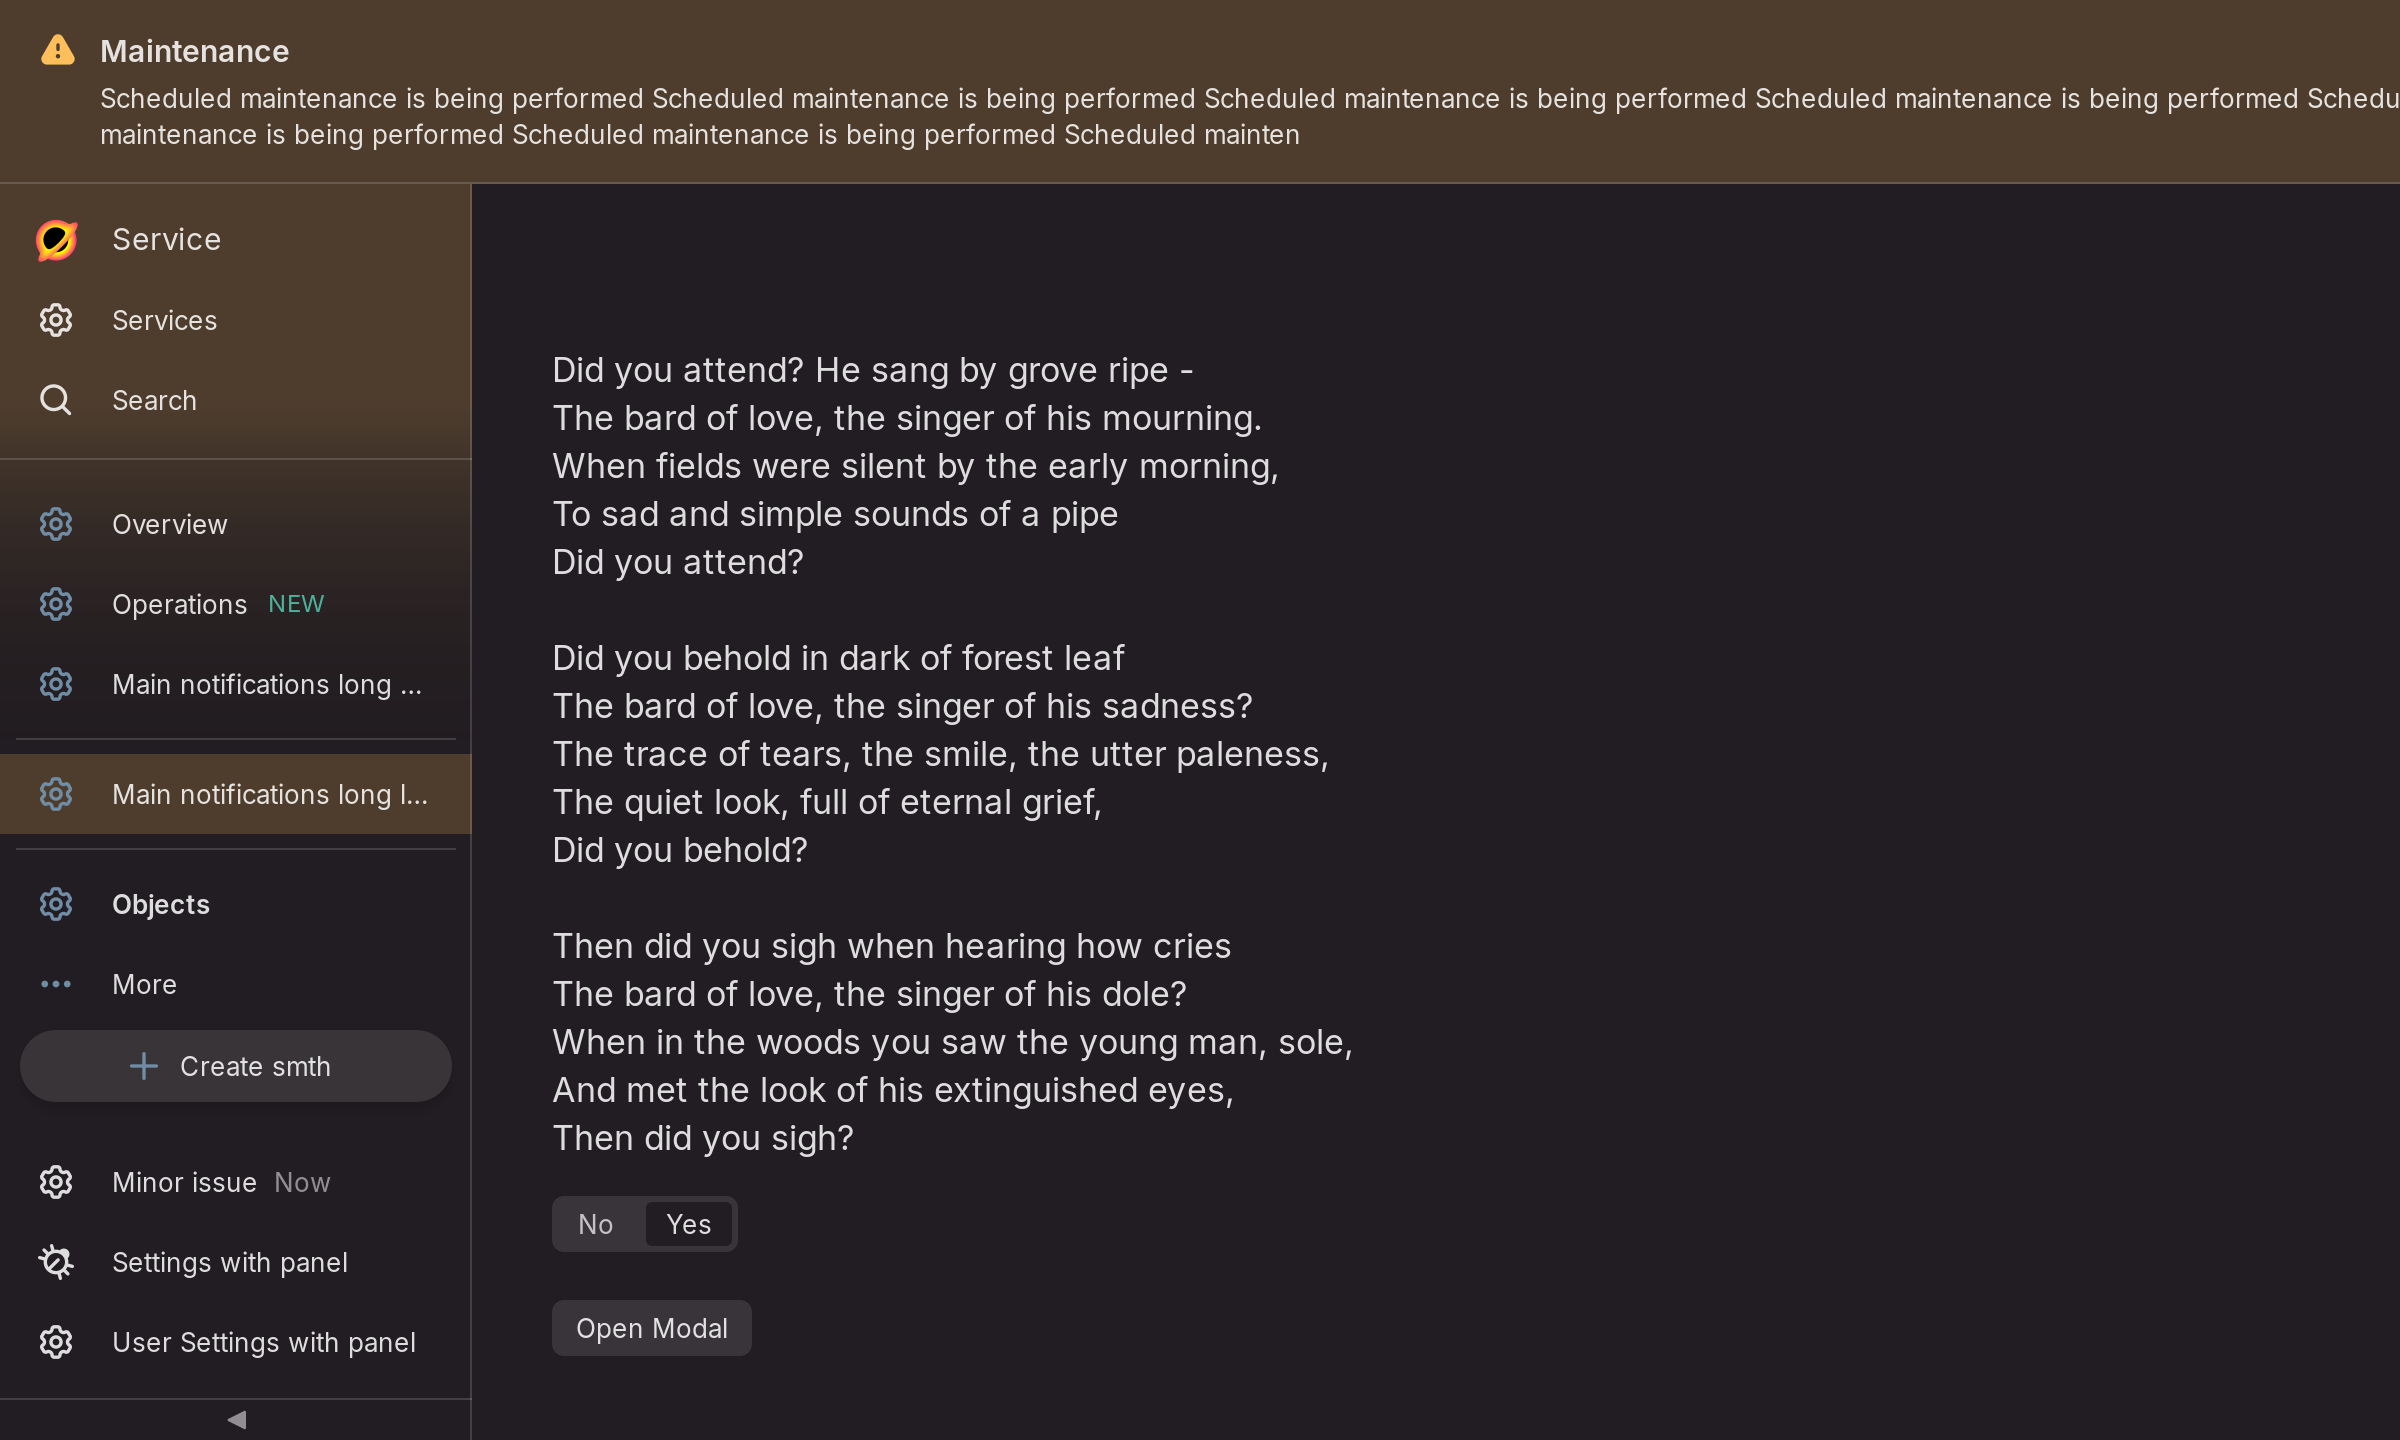 Maintenance
Scheduled maintenance is being performed Scheduled maintenance is being performed Scheduled maintenance is being performed Scheduled maintenance is being performed Schedu
maintenance is being performed Scheduled maintenance is being performed Scheduled mainten
Service
Services
Search
Overview
Operations NEW
Main notifications long ...
Main notifications long l...
Objects
More
Create smth
Minor issue Now
Settings with panel
User Settings with panel
Did you attend? He sang by grove ripe -
The bard of love, the singer of his mourning.
When fields were silent by the early morning,
To sad and simple sounds of a pipe
Did you attend?
Did you behold in dark of forest leaf
The bard of love, the singer of his sadness?
The trace of tears, the smile, the utter paleness,
The quiet look, full of eternal grief,
Did you behold?
Then did you sigh when hearing how cries
The bard of love, the singer of his dole?
When in the woods you saw the young man, sole,
And met the look of his extinguished eyes,
Then did you sigh?
No Yes
Open Modal